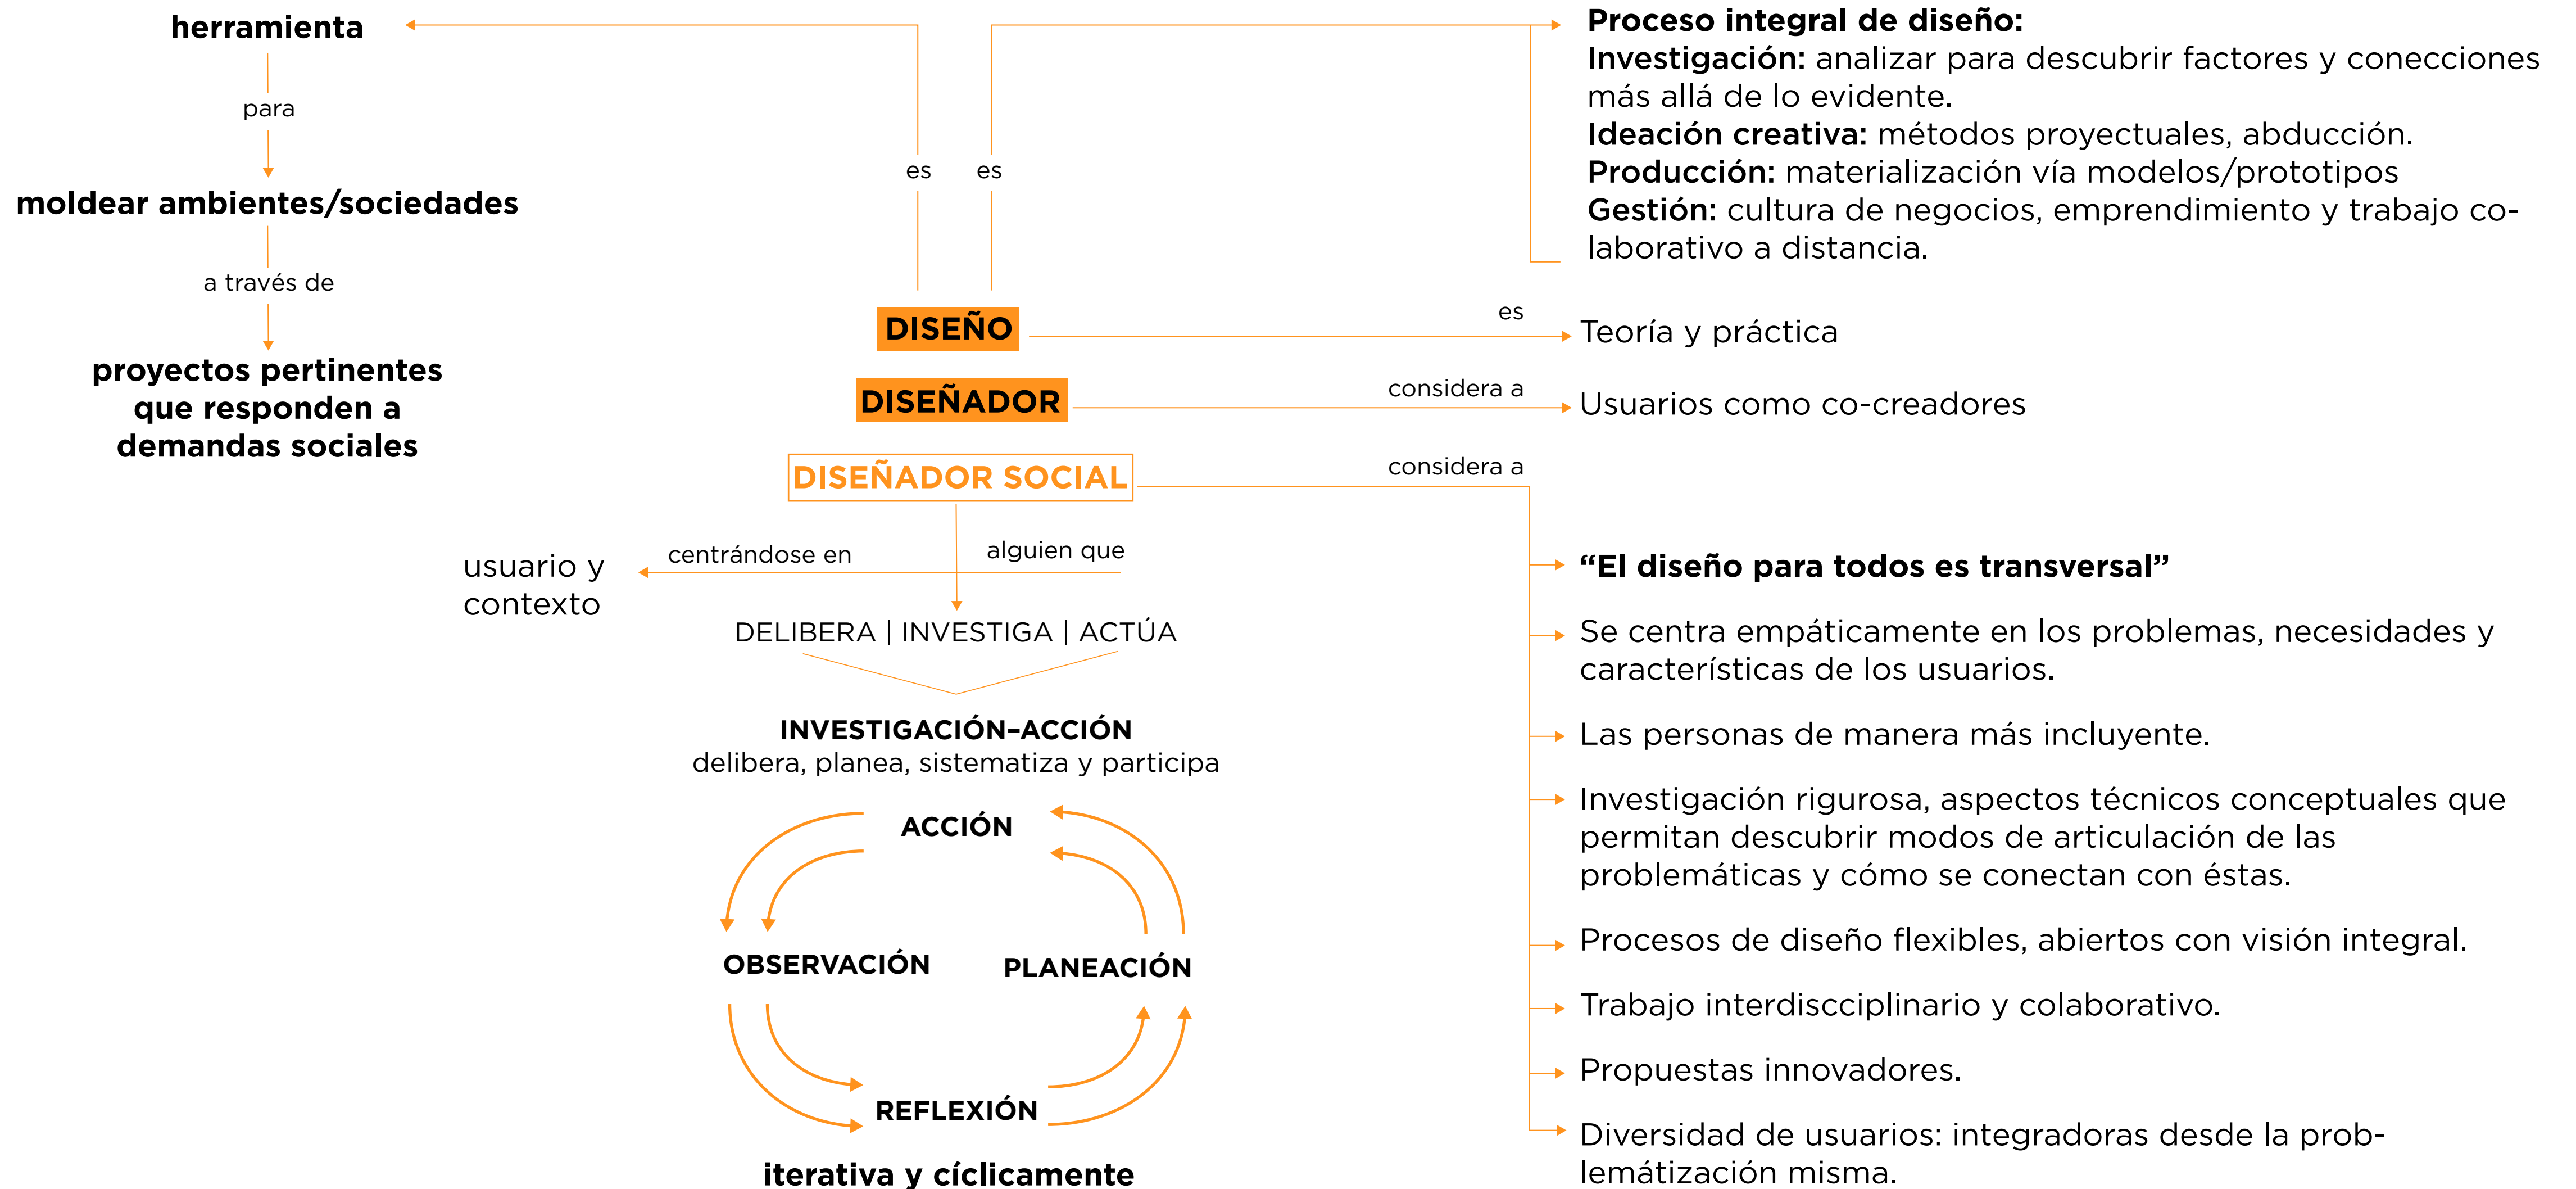 herramienta
para
moldear ambientes/sociedades
a través de
proyectos pertinentes
que responden a
demandas sociales
es
es
Proceso integral de diseño:
Investigación: analizar para descubrir factores y conecciones
más allá de lo evidente.
Ideación creativa: métodos proyectuales, abducción.
Producción: materialización vía modelos/prototipos
Gestión: cultura de negocios, emprendimiento y trabajo co-
laborativo a distancia.
DISEÑO
es
Teoría y práctica
DISEÑADOR
considera a
Usuarios como co-creadores
DISEÑADOR SOCIAL
considera a
centrándose en
alguien que
usuario y
contexto
DELIBERA | INVESTIGA | ACTÚA
INVESTIGACIÓN–ACCIÓN
delibera, planea, sistematiza y participa
ACCIÓN
OBSERVACIÓN
PLANEACIÓN
REFLEXIÓN
iterativa y cíclicamente
“El diseño para todos es transversal”
Se centra empáticamente en los problemas, necesidades y
características de los usuarios.
Las personas de manera más incluyente.
Investigación rigurosa, aspectos técnicos conceptuales que
permitan descubrir modos de articulación de las
problemáticas y cómo se conectan con éstas.
Procesos de diseño flexibles, abiertos con visión integral.
Trabajo interdiscciplinario y colaborativo.
Propuestas innovadores.
Diversidad de usuarios: integradoras desde la prob-
lemátización misma.